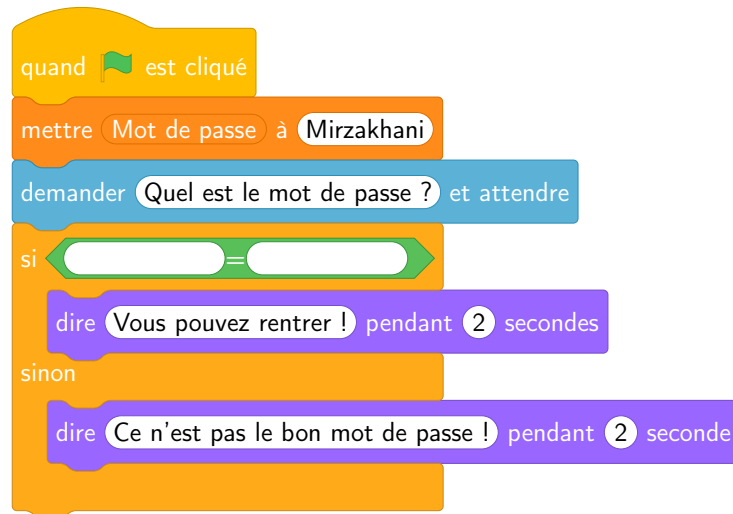 quand est cliqué
mettre Mot de passe à Mirzakhani
demander Quel est le mot de passe ? et attendre
si =
dire Vous pouvez rentrer ! pendant 2 secondes
sinon
dire Ce n'est pas le bon mot de passe ! pendant 2 seconde